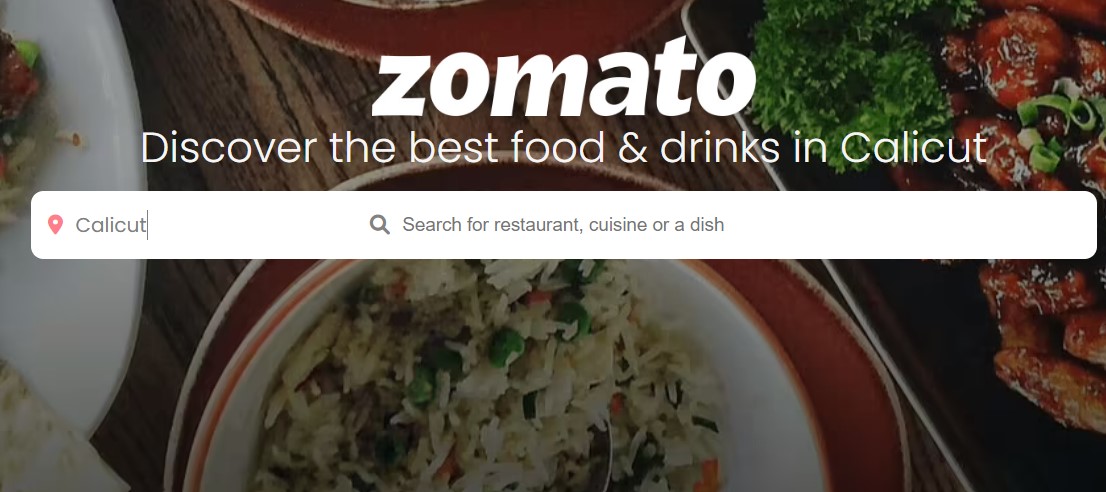 zomato
Discover the best food & drinks in Calicut
Calicut
Search for restaurant, cuisine or a dish